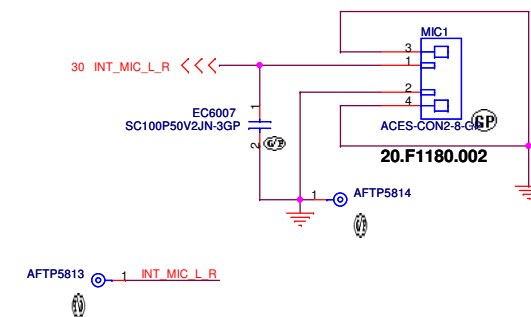 MIC1
3
30 INT_MIC_L_R
1
2
4
1
EC6007
SC100P50V2JN-3GP
2
G/P
ACES-CON2-8-GP
GP
20.F1180.002
1
AFTP5814
AFTP5813
1
INT_MIC_L_R